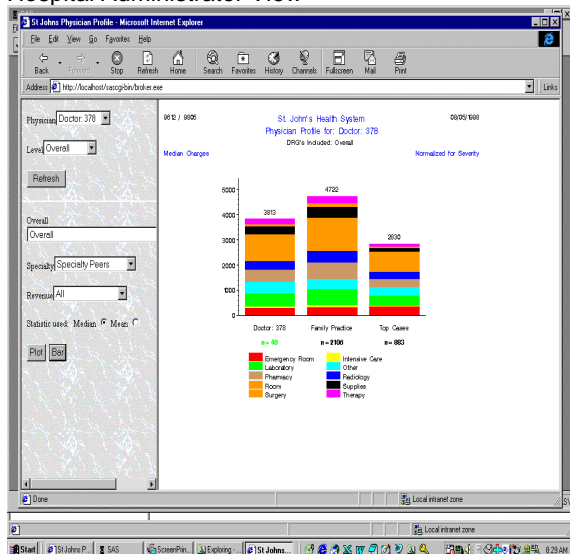 Hospital Administrator View
St Johns Physician Profile - Microsoft Internet Explorer
File Edit View Go Favorites Help
Back Forward Stop Refresh Home Search Favorites History Channels Fullscreen Mail Print
Address http://localhost/sascgi-bin/broker.exe Links
Physician Doctor: 378
Level Overall
Refresh
Overall
Overall
Specialty Specialty Peers
Revenue All
Statistic used: Median Mean
Plot Bar
9612 / 9805 St. John's Health System 09/05/1998
Physician Profile for: Doctor: 378
DRG's Included: Overall
Median Charges Normalized for Severity
5000
4000
3000
2000
1000
0
3813 4722 2830
Doctor: 378 Family Practice Top Cases
n= 48 n=2106 n= 883
Emergency Room Intensive Care
Laboratory Other
Pharmacy Radiology
Room Supplies
Surgery Therapy
Done Local intranet zone
Local intranet zone
Start St Johns P... SAS ScreenPrin... Exploring - ... St Johns... 8:29 AM